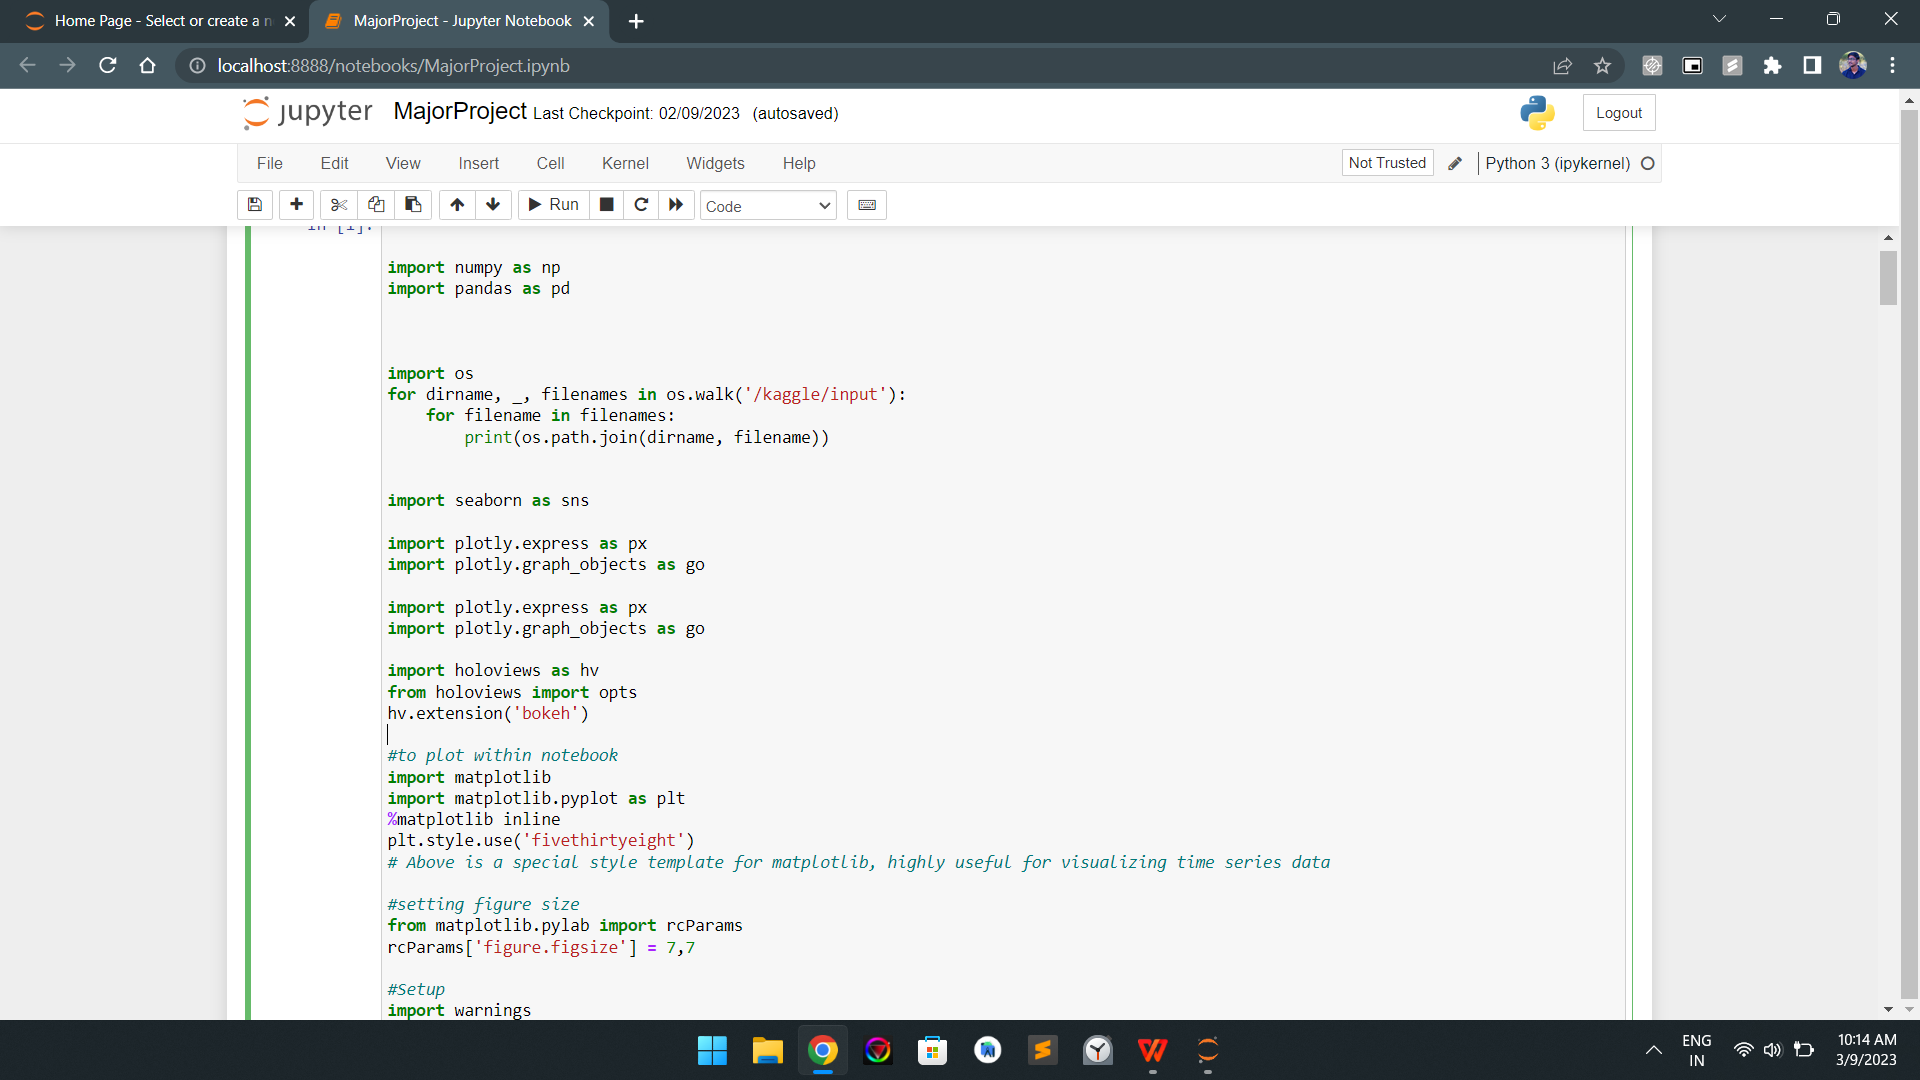 Home Page - Select or create a n
MajorProject - Jupyter Notebook
localhost:8888/notebooks/MajorProject.ipynb
jupyter MajorProject Last Checkpoint: 02/09/2023 (autosaved)
Logout
File Edit View Insert Cell Kernel Widgets Help
Not Trusted
Python 3 (ipykernel)
Run
Code
In [1]:
import numpy as np
import pandas as pd
import os
for dirname, _, filenames in os.walk('/kaggle/input'):
    for filename in filenames:
        print(os.path.join(dirname, filename))
import seaborn as sns
import plotly.express as px
import plotly.graph_objects as go
import plotly.express as px
import plotly.graph_objects as go
import holoviews as hv
from holoviews import opts
hv.extension('bokeh')
#to plot within notebook
import matplotlib
import matplotlib.pyplot as plt
%matplotlib inline
plt.style.use('fivethirtyeight')
# Above is a special style template for matplotlib, highly useful for visualizing time series data
#setting figure size
from matplotlib.pylab import rcParams
rcParams['figure.figsize'] = 7,7
#Setup
import warnings
ENG
IN
10:14 AM
3/9/2023